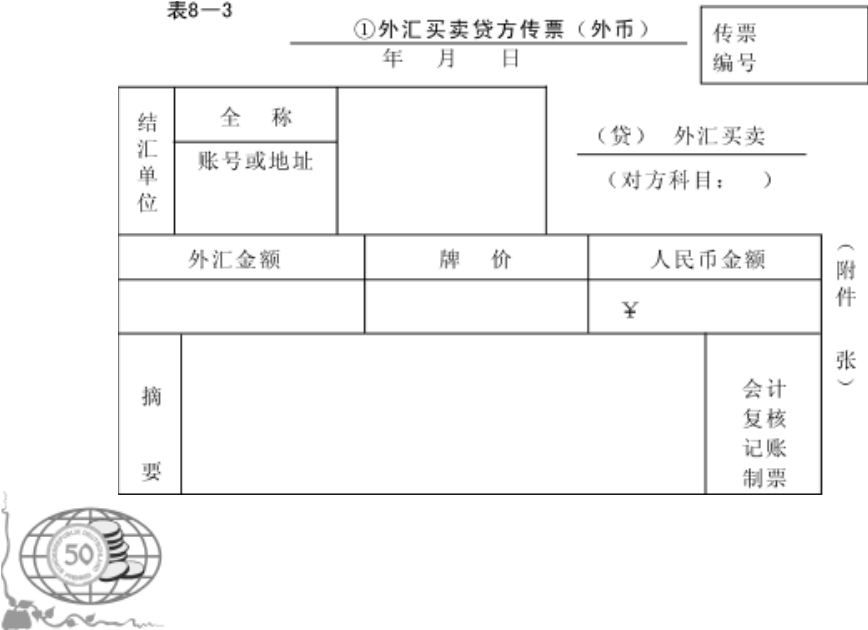 表8—3
①外汇买卖贷方传票（外币）
年 月 日
传票
编号
结汇单位
全 称
账号或地址
（贷） 外汇买卖
（对方科目： ）
外汇金额 牌 价 人民币金额
￥
（附件 张）
摘 要
会计
复核
记账
制票
50